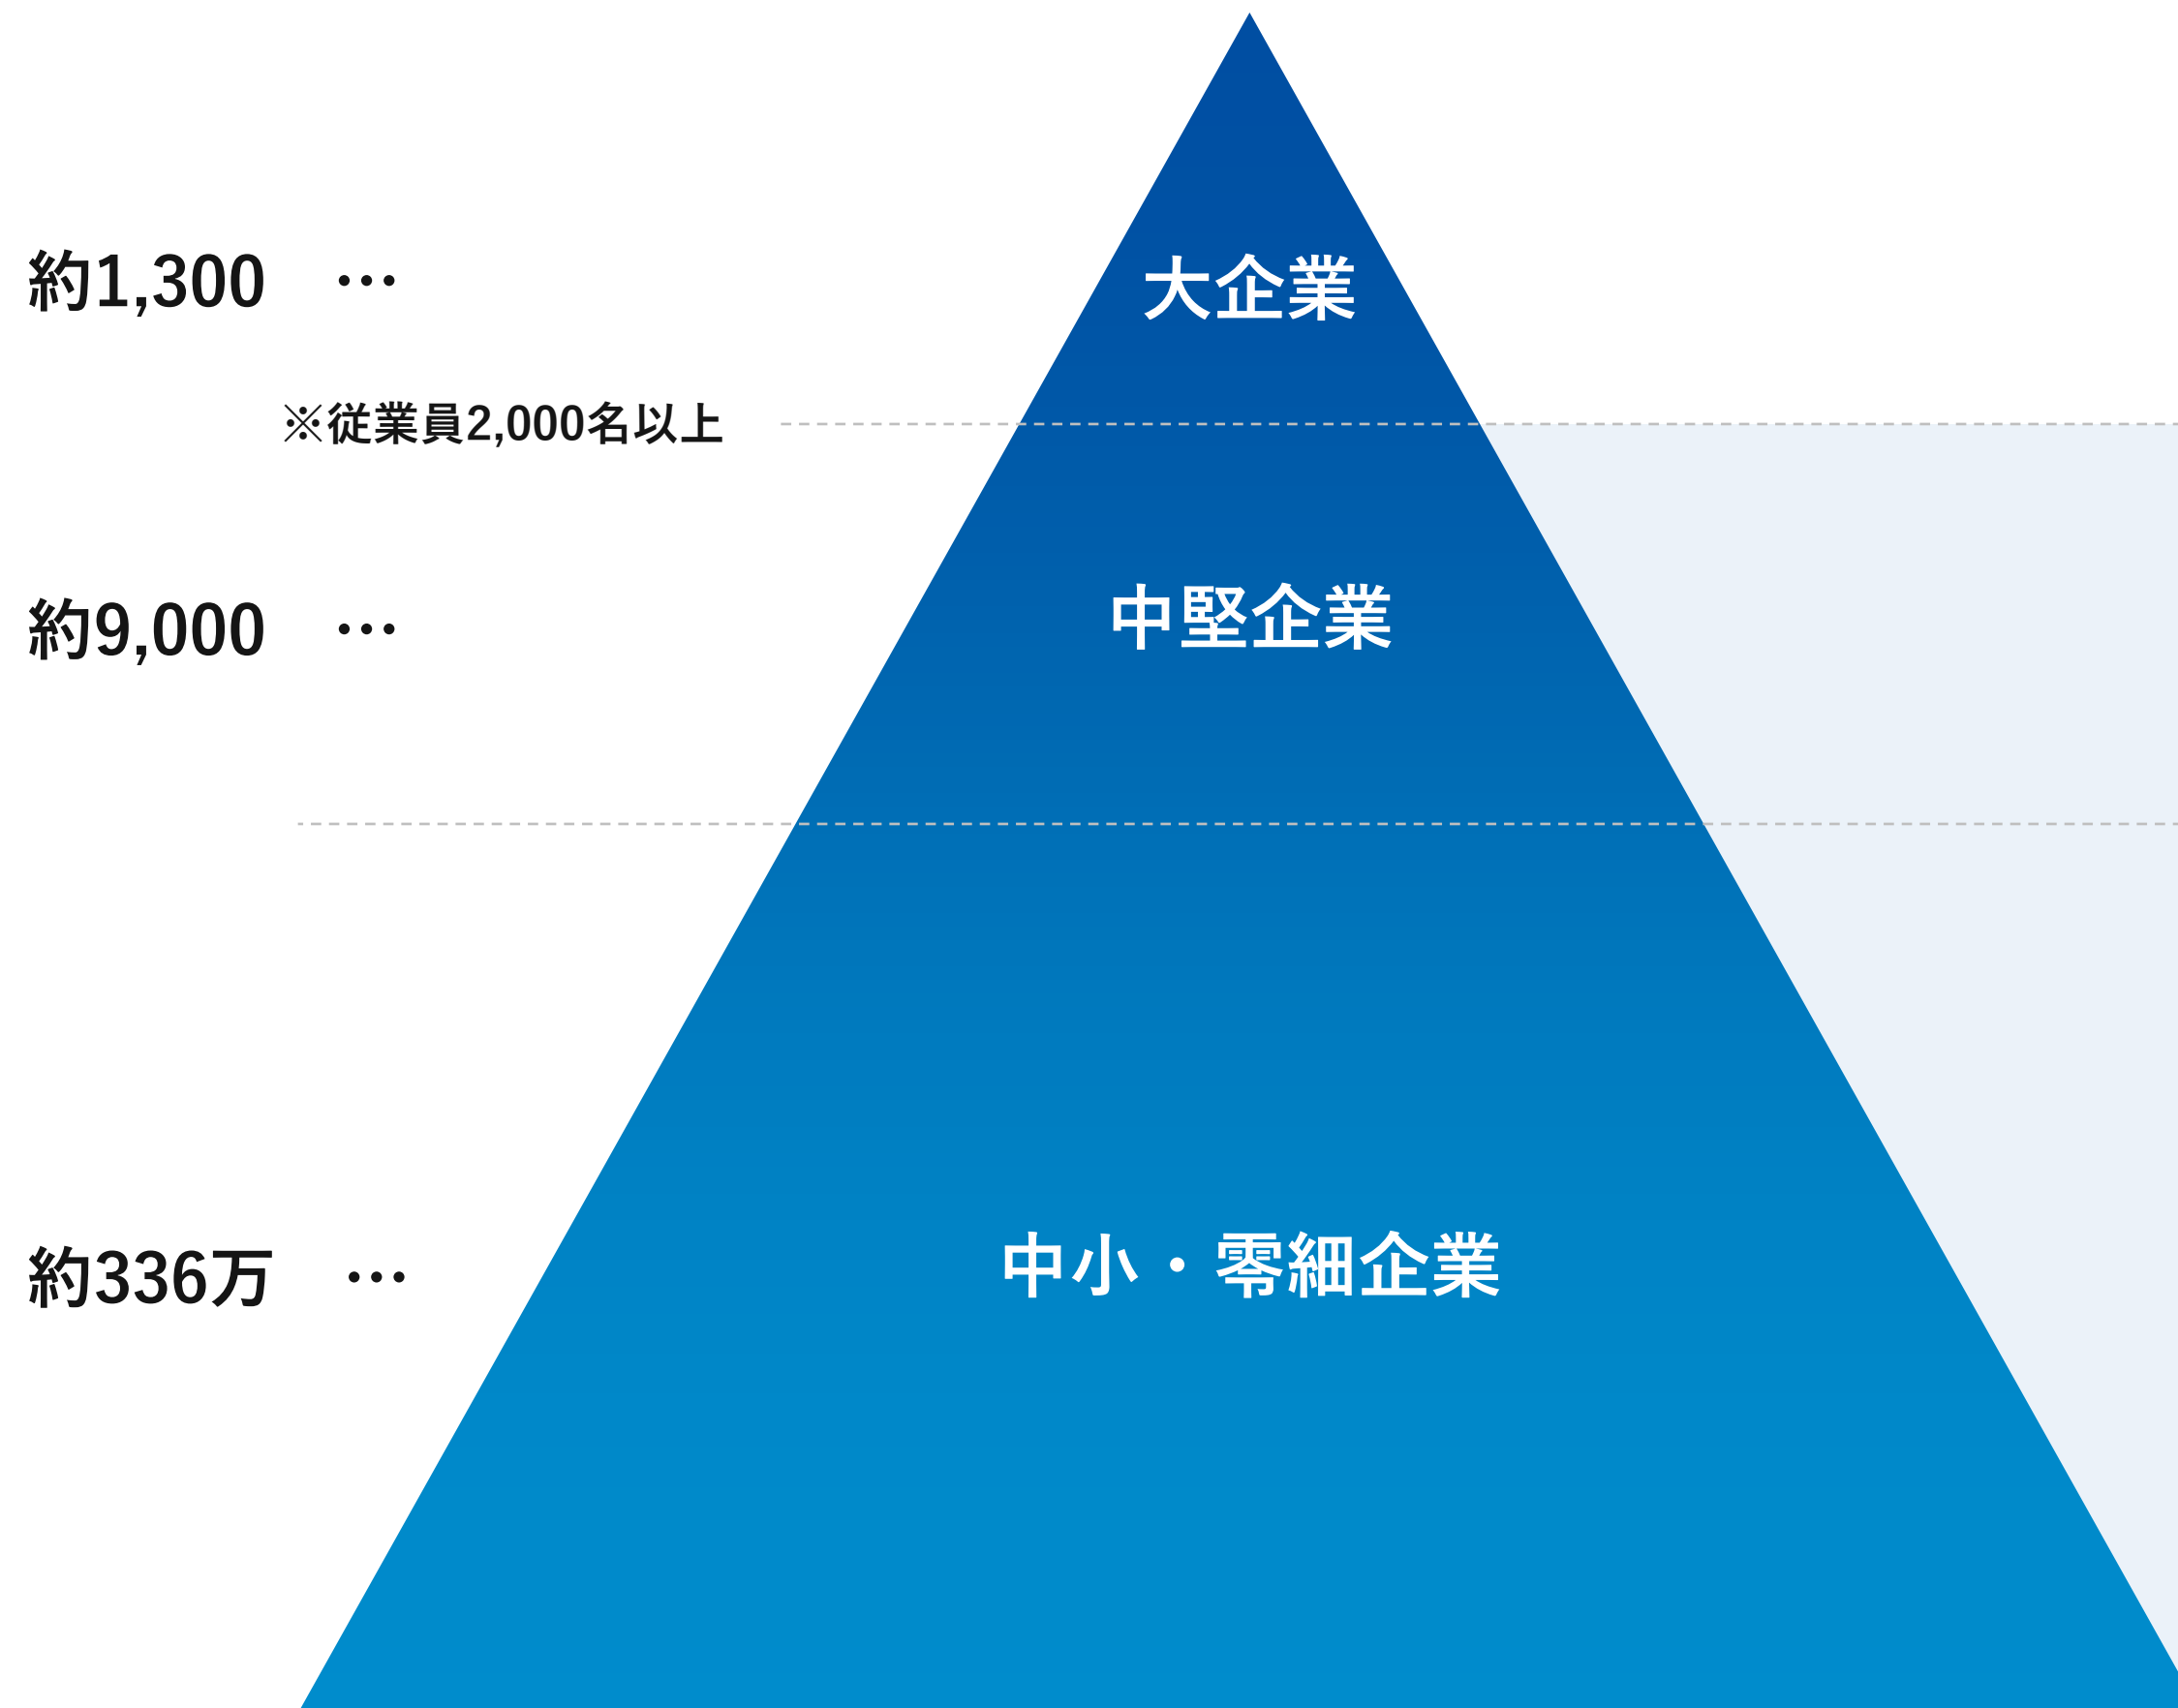 約1,300 ・・・ 大企業
※従業員2,000名以上
約9,000 ・・・ 中堅企業
約336万 ・・・ 中小・零細企業